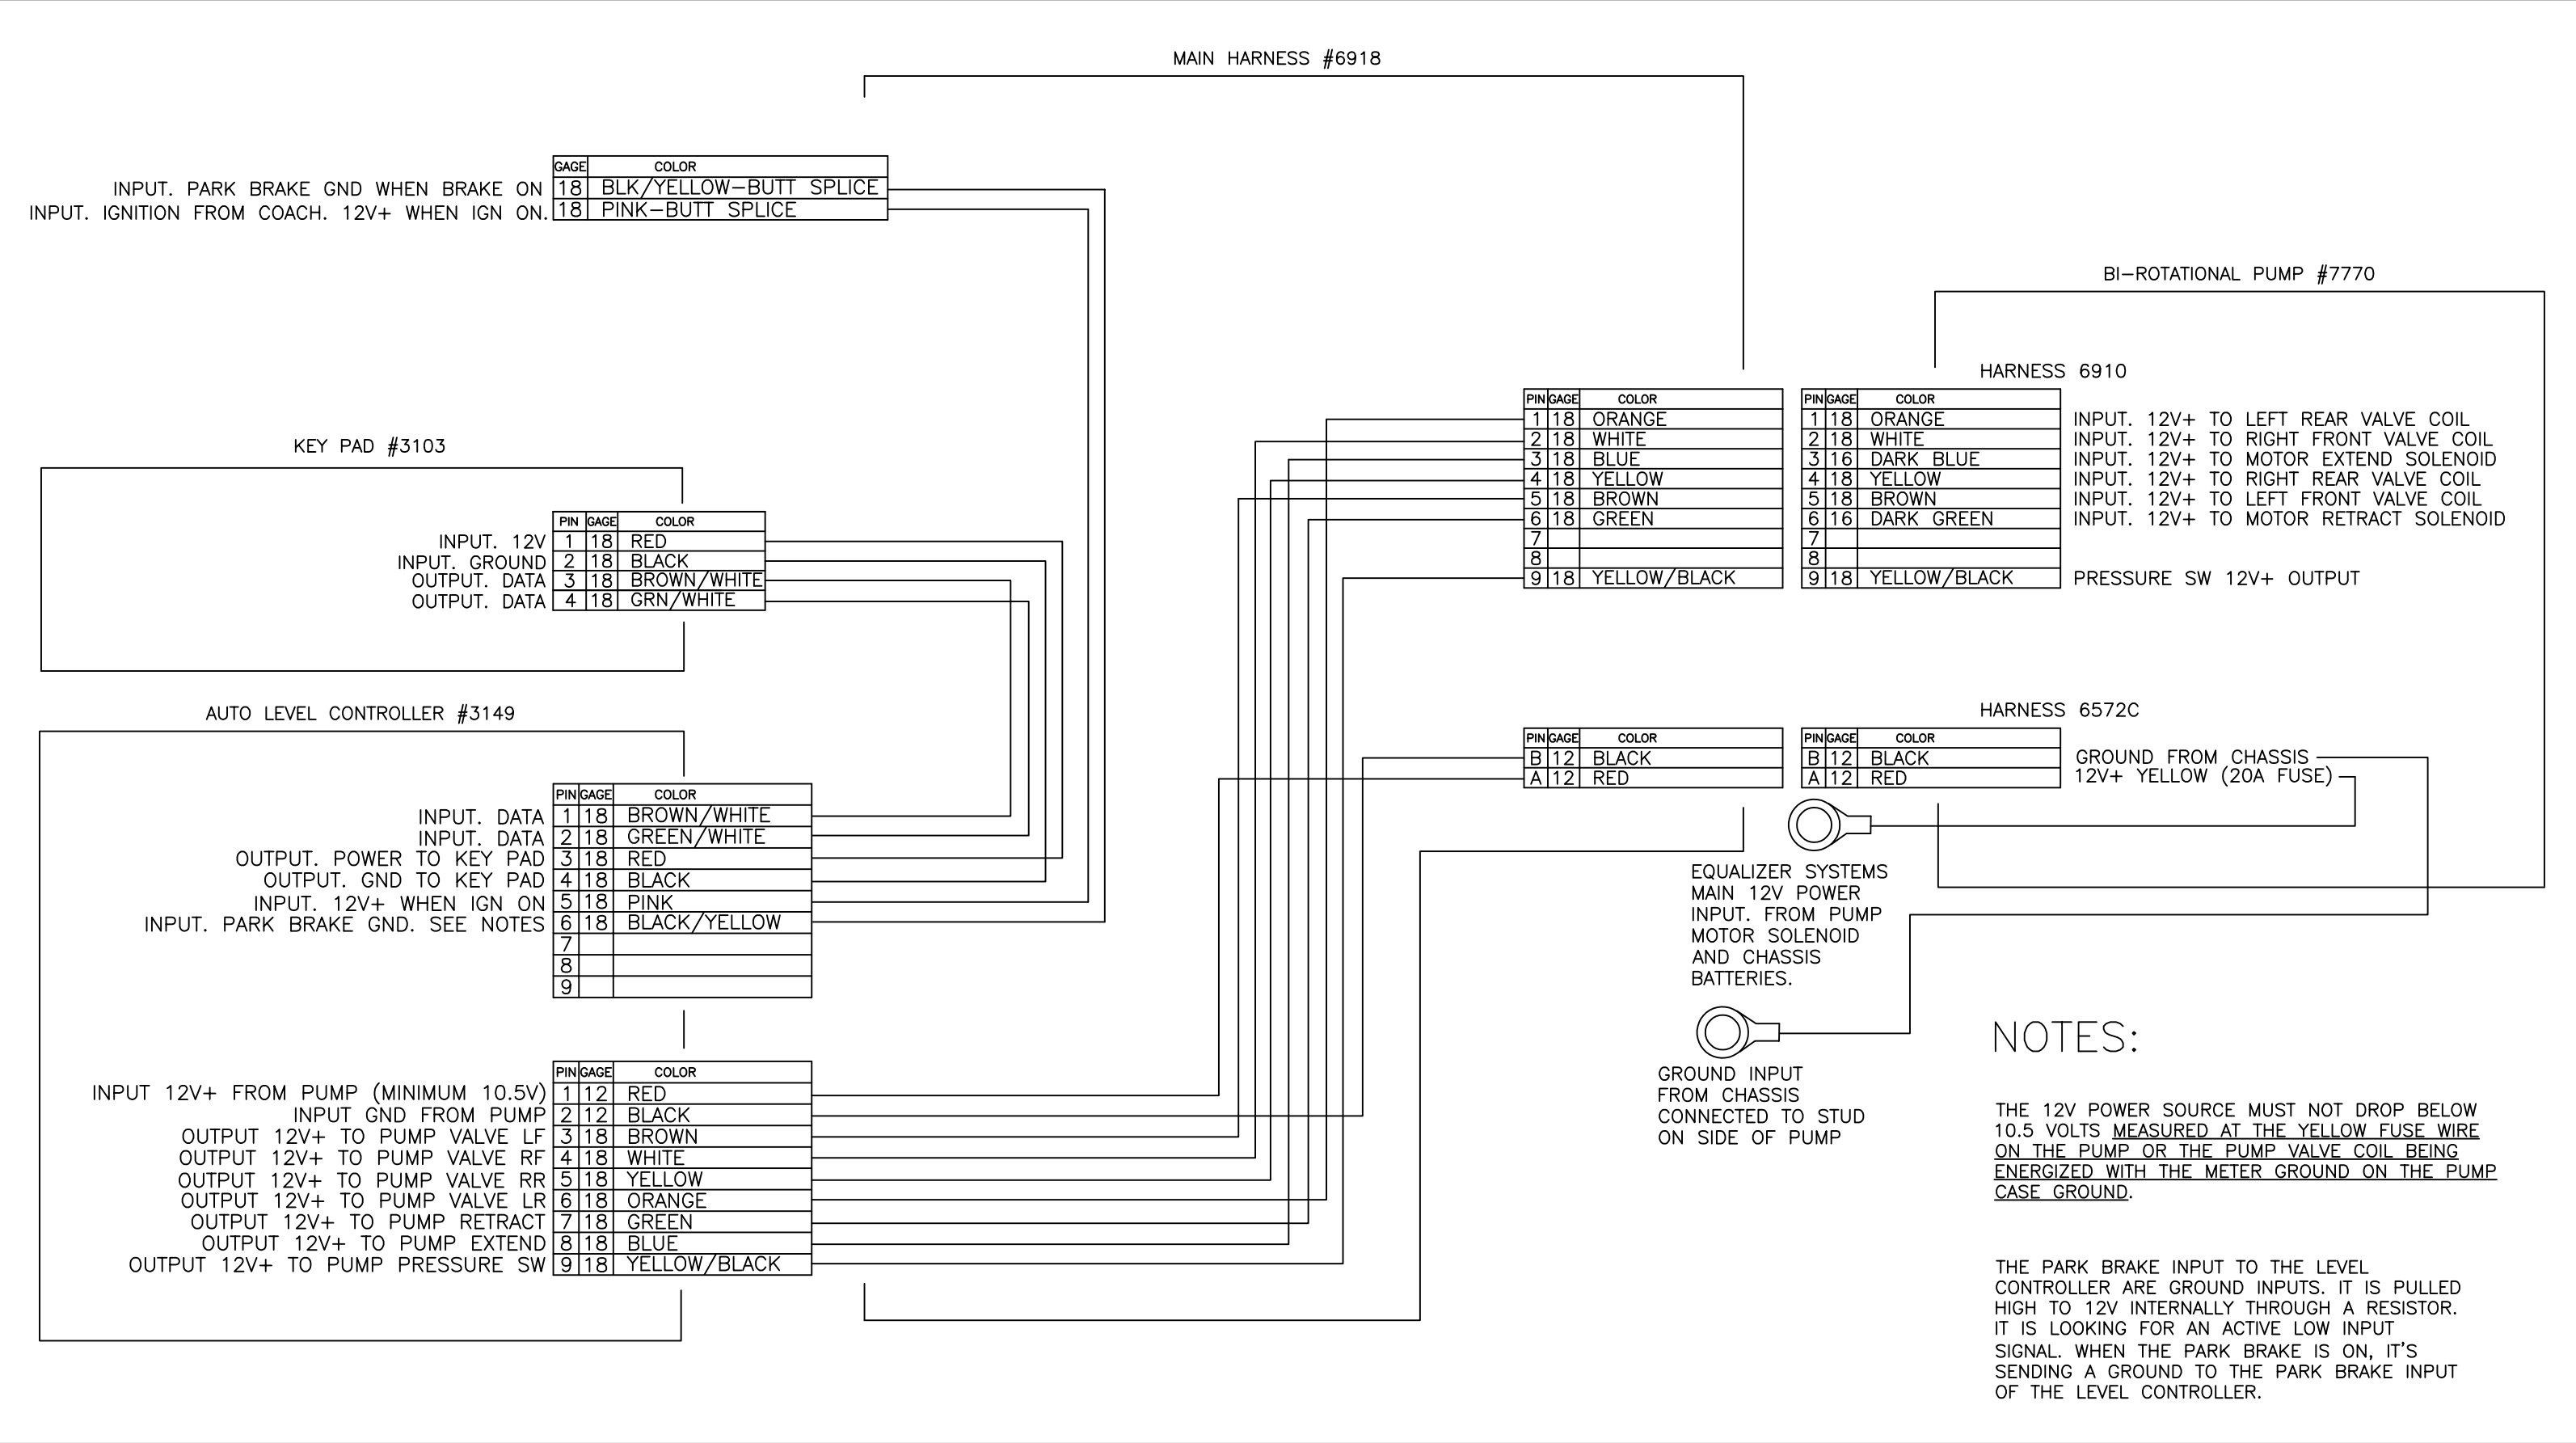 MAIN HARNESS #6918
GAGE COLOR
INPUT. PARK BRAKE GND WHEN BRAKE ON 18 BLK/YELLOW-BUTT SPLICE
INPUT. IGNITION FROM COACH. 12V+ WHEN IGN ON. 18 PINK-BUTT SPLICE
KEY PAD #3103
PIN GAGE COLOR
INPUT. 12V 1 18 RED
INPUT. GROUND 2 18 BLACK
OUTPUT. DATA 3 18 BROWN/WHITE
OUTPUT. DATA 4 18 GRN/WHITE
AUTO LEVEL CONTROLLER #3149
PIN GAGE COLOR
INPUT. DATA 1 18 BROWN/WHITE
INPUT. DATA 2 18 GREEN/WHITE
OUTPUT. POWER TO KEY PAD 3 18 RED
OUTPUT. GND TO KEY PAD 4 18 BLACK
INPUT. 12V+ WHEN IGN ON 5 18 PINK
INPUT. PARK BRAKE GND. SEE NOTES 6 18 BLACK/YELLOW
7
8
9
PIN GAGE COLOR
INPUT 12V+ FROM PUMP (MINIMUM 10.5V) 1 12 RED
INPUT GND FROM PUMP 2 12 BLACK
OUTPUT 12V+ TO PUMP VALVE LF 3 18 BROWN
OUTPUT 12V+ TO PUMP VALVE RF 4 18 WHITE
OUTPUT 12V+ TO PUMP VALVE RR 5 18 YELLOW
OUTPUT 12V+ TO PUMP VALVE LR 6 18 ORANGE
OUTPUT 12V+ TO PUMP RETRACT 7 18 GREEN
OUTPUT 12V+ TO PUMP EXTEND 8 18 BLUE
OUTPUT 12V+ TO PUMP PRESSURE SW 9 18 YELLOW/BLACK
BI-ROTATIONAL PUMP #7770
HARNESS 6910
PIN GAGE COLOR PIN GAGE COLOR
1 18 ORANGE 1 18 ORANGE INPUT. 12V+ TO LEFT REAR VALVE COIL
2 18 WHITE 2 18 WHITE INPUT. 12V+ TO RIGHT FRONT VALVE COIL
3 18 BLUE 3 16 DARK BLUE INPUT. 12V+ TO MOTOR EXTEND SOLENOID
4 18 YELLOW 4 18 YELLOW INPUT. 12V+ TO RIGHT REAR VALVE COIL
5 18 BROWN 5 18 BROWN INPUT. 12V+ TO LEFT FRONT VALVE COIL
6 18 GREEN 6 16 DARK GREEN INPUT. 12V+ TO MOTOR RETRACT SOLENOID
7 7
8 8
9 18 YELLOW/BLACK 9 18 YELLOW/BLACK PRESSURE SW 12V+ OUTPUT
HARNESS 6572C
PIN GAGE COLOR PIN GAGE COLOR
B 12 BLACK B 12 BLACK GROUND FROM CHASSIS
A 12 RED A 12 RED 12V+ YELLOW (20A FUSE)
EQUALIZER SYSTEMS
MAIN 12V POWER
INPUT. FROM PUMP
MOTOR SOLENOID
AND CHASSIS
BATTERIES.
GROUND INPUT
FROM CHASSIS
CONNECTED TO STUD
ON SIDE OF PUMP
NOTES:
THE 12V POWER SOURCE MUST NOT DROP BELOW
10.5 VOLTS MEASURED AT THE YELLOW FUSE WIRE
ON THE PUMP OR THE PUMP VALVE COIL BEING
ENERGIZED WITH THE METER GROUND ON THE PUMP
CASE GROUND.
THE PARK BRAKE INPUT TO THE LEVEL
CONTROLLER ARE GROUND INPUTS. IT IS PULLED
HIGH TO 12V INTERNALLY THROUGH A RESISTOR.
IT IS LOOKING FOR AN ACTIVE LOW INPUT
SIGNAL. WHEN THE PARK BRAKE IS ON, IT'S
SENDING A GROUND TO THE PARK BRAKE INPUT
OF THE LEVEL CONTROLLER.